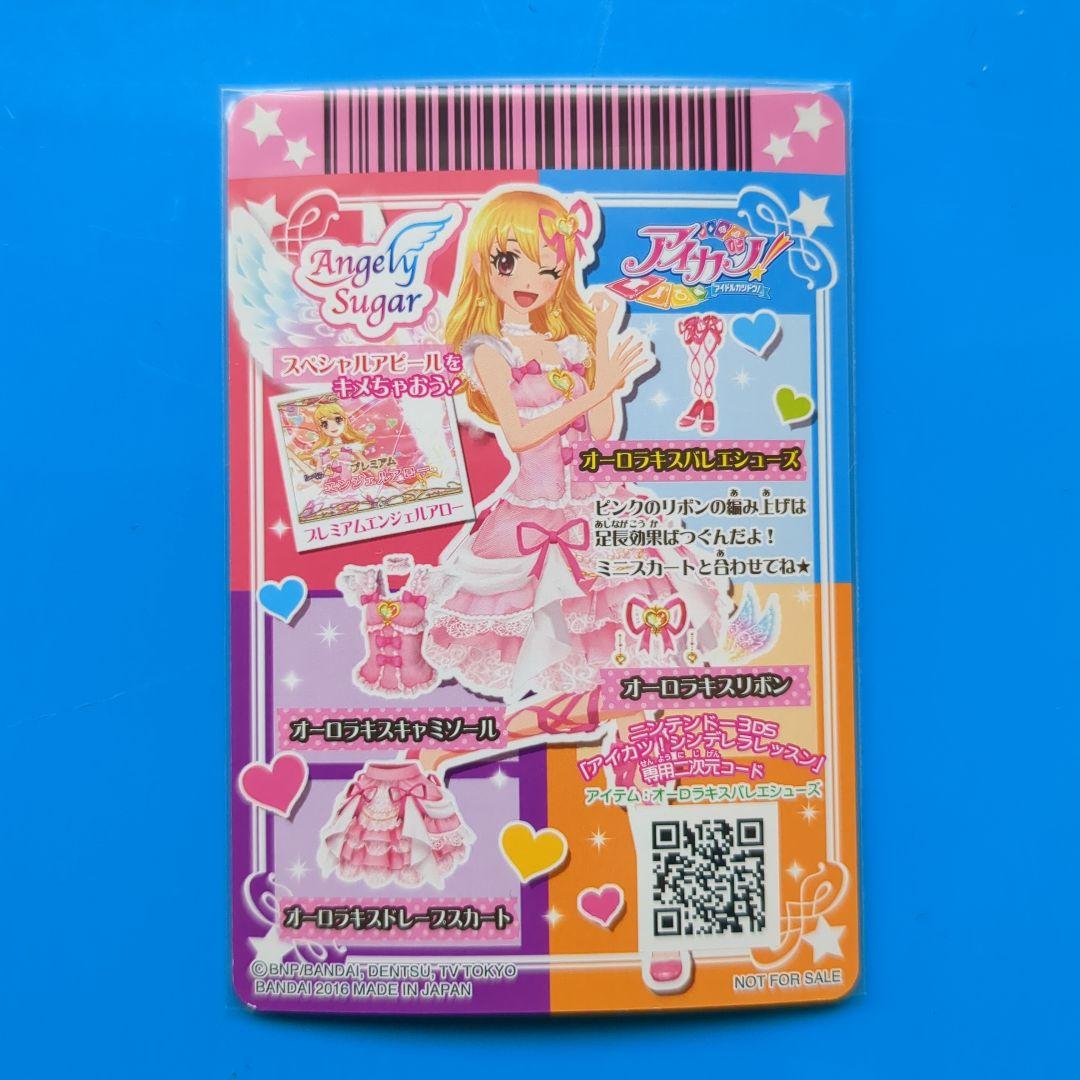 Angely
Sugar
アイカツ!
アイドルカツドウ!
スペシャルアピールを
キメちゃおう!
プレミアム
エンジェルアロー
プレミアムエンジェルアロー
オーロラキスバレエシューズ
ピンクのリボンの編み上げは
足長効果ばつぐんだよ!
ミニスカートと合わせてね★
オーロラキスリボン
オーロラキスキャミソール
ニンテンドー3DS
「アイカツ!シンデレラレッスン」
専用二次元コード
アイテム:オーロラキスバレエシューズ
オーロラキスドレープスカート
©BNP/BANDAI, DENTSU, TV TOKYO
BANDAI 2016 MADE IN JAPAN
NOT FOR SALE